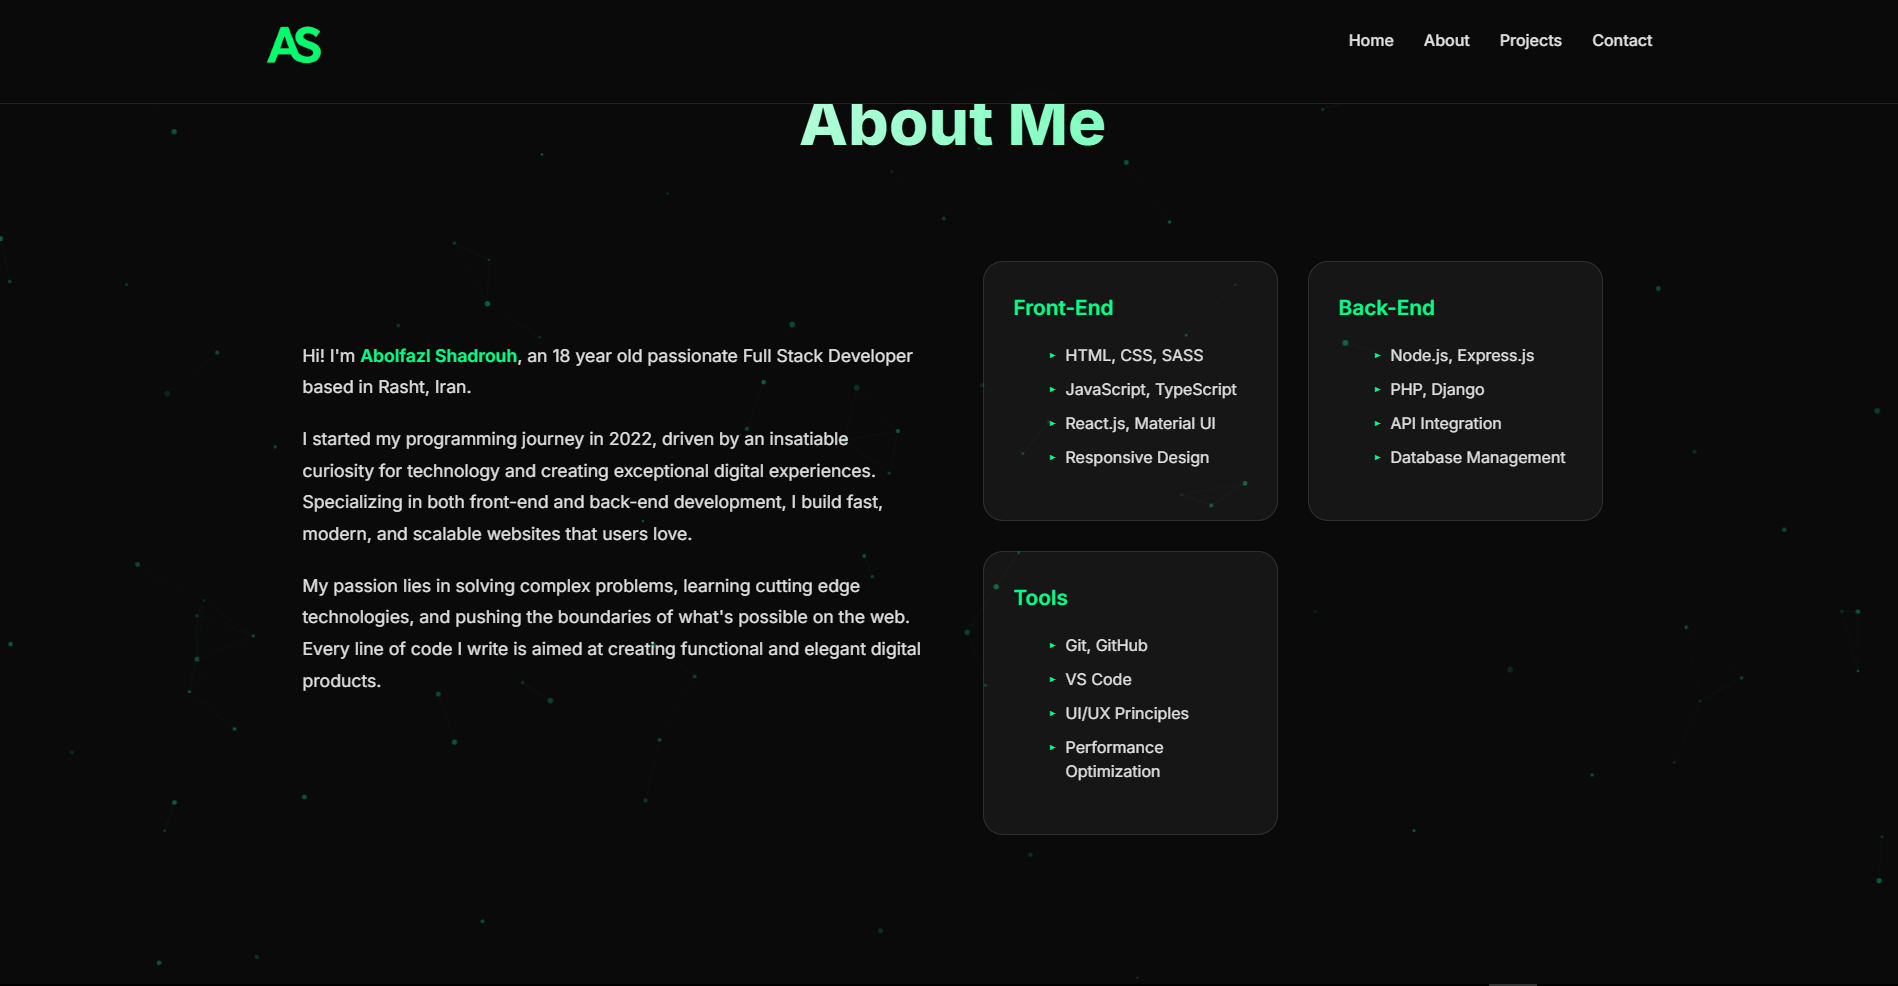 AS
Home About Projects Contact
About Me
Hi! I'm Abolfazl Shadrouh, an 18 year old passionate Full Stack Developer
based in Rasht, Iran.
I started my programming journey in 2022, driven by an insatiable
curiosity for technology and creating exceptional digital experiences.
Specializing in both front-end and back-end development, I build fast,
modern, and scalable websites that users love.
My passion lies in solving complex problems, learning cutting edge
technologies, and pushing the boundaries of what's possible on the web.
Every line of code I write is aimed at creating functional and elegant digital
products.
Front-End
HTML, CSS, SASS
JavaScript, TypeScript
React.js, Material UI
Responsive Design
Back-End
Node.js, Express.js
PHP, Django
API Integration
Database Management
Tools
Git, GitHub
VS Code
UI/UX Principles
Performance
Optimization